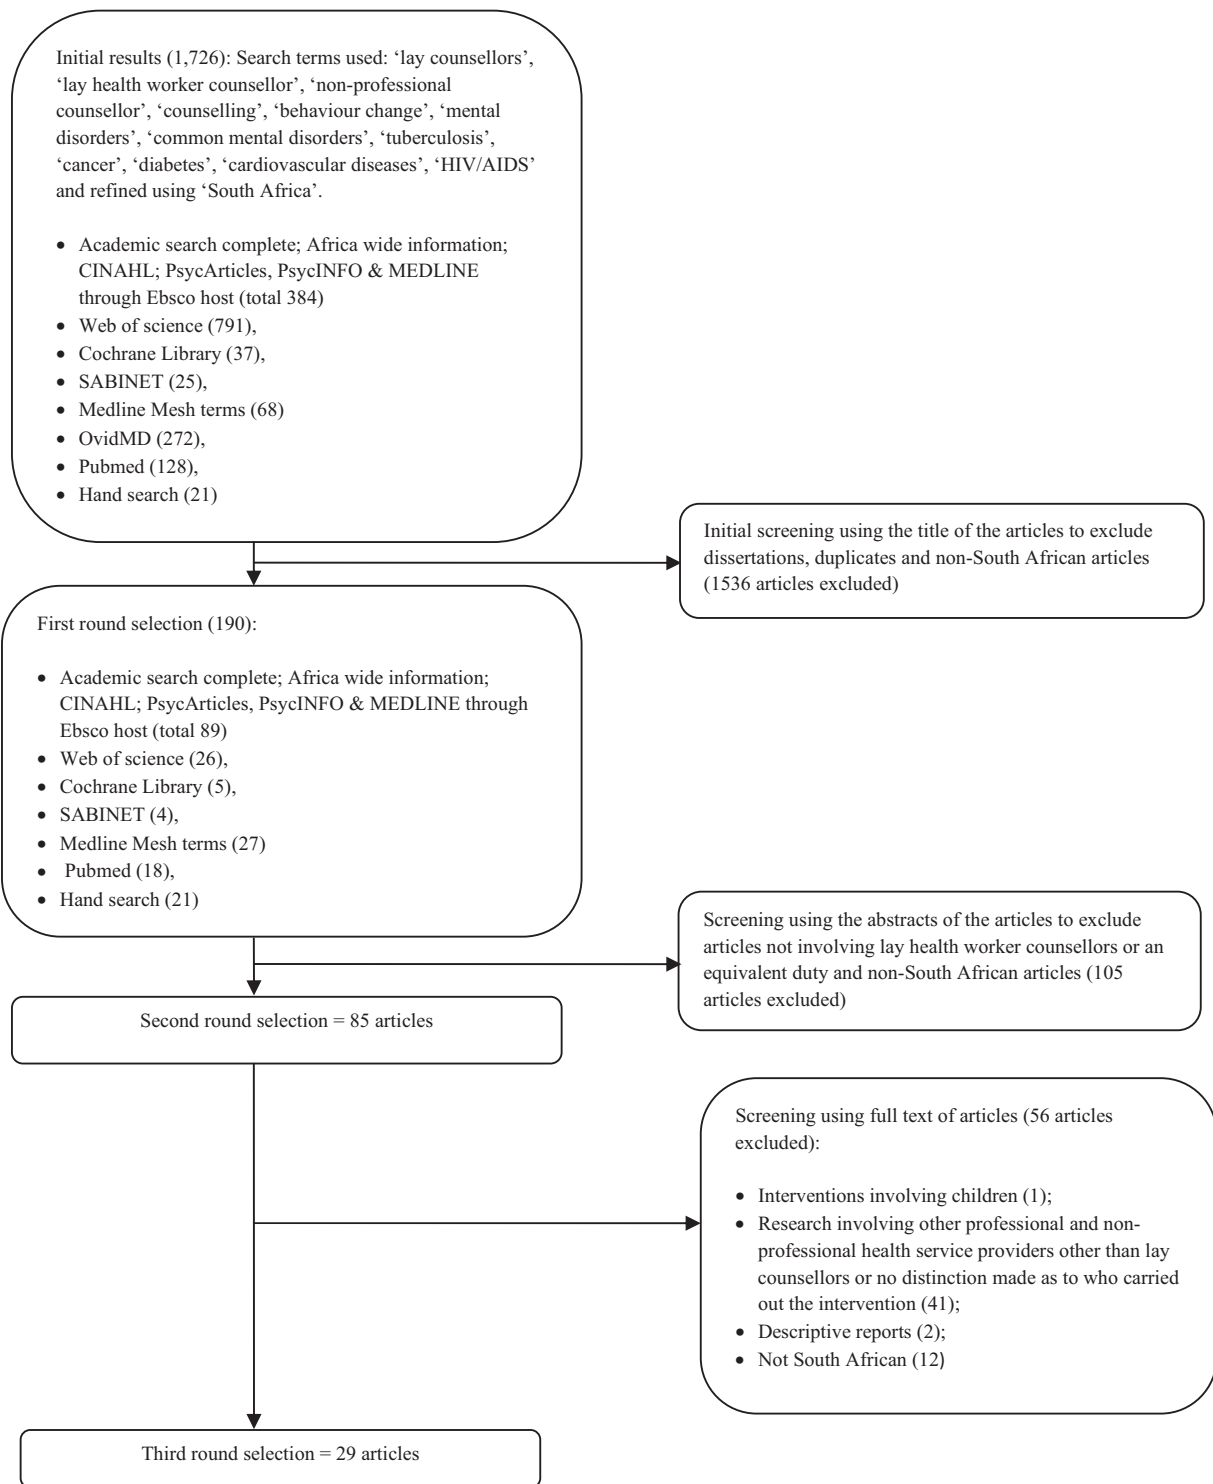 Initial results (1,726): Search terms used: ‘lay counsellors’,
‘lay health worker counsellor’, ‘non-professional
counsellor’, ‘counselling’, ‘behaviour change’, ‘mental
disorders’, ‘common mental disorders’, ‘tuberculosis’,
‘cancer’, ‘diabetes’, ‘cardiovascular diseases’, ‘HIV/AIDS’
and refined using ‘South Africa’.
• Academic search complete; Africa wide information;
CINAHL; PsycArticles, PsycINFO & MEDLINE
through Ebsco host (total 384)
• Web of science (791),
• Cochrane Library (37),
• SABINET (25),
• Medline Mesh terms (68)
• OvidMD (272),
• Pubmed (128),
• Hand search (21)
Initial screening using the title of the articles to exclude
dissertations, duplicates and non-South African articles
(1536 articles excluded)
First round selection (190):
• Academic search complete; Africa wide information;
CINAHL; PsycArticles, PsycINFO & MEDLINE through
Ebsco host (total 89)
• Web of science (26),
• Cochrane Library (5),
• SABINET (4),
• Medline Mesh terms (27)
• Pubmed (18),
• Hand search (21)
Screening using the abstracts of the articles to exclude
articles not involving lay health worker counsellors or an
equivalent duty and non-South African articles (105
articles excluded)
Second round selection = 85 articles
Screening using full text of articles (56 articles
excluded):
• Interventions involving children (1);
• Research involving other professional and non-
professional health service providers other than lay
counsellors or no distinction made as to who carried
out the intervention (41);
• Descriptive reports (2);
• Not South African (12)
Third round selection = 29 articles